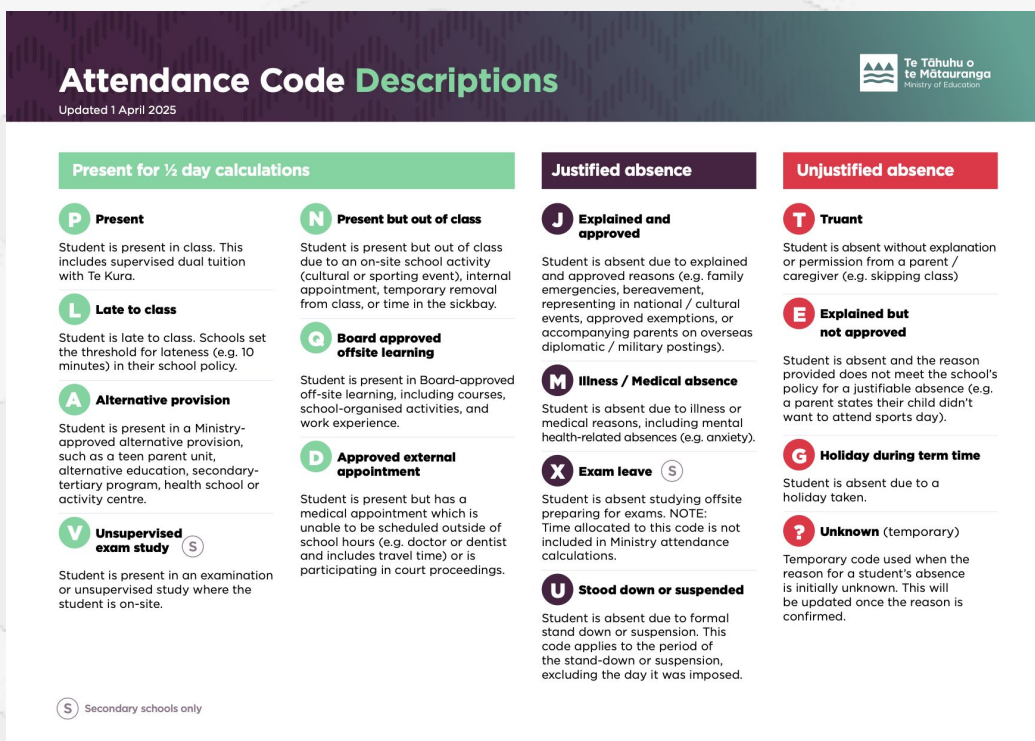 Attendance Code Descriptions
Updated 1 April 2025
Te Tāhuhu o
te Mātauranga
Ministry of Education
Present for ½ day calculations
P Present
Student is present in class. This
includes supervised dual tuition
with Te Kura.
L Late to class
Student is late to class. Schools set
the threshold for lateness (e.g. 10
minutes) in their school policy.
A Alternative provision
Student is present in a Ministry-
approved alternative provision,
such as a teen parent unit,
alternative education, secondary-
tertiary program, health school or
activity centre.
V Unsupervised
exam study S
Student is present in an examination
or unsupervised study where the
student is on-site.
N Present but out of class
Student is present but out of class
due to an on-site school activity
(cultural or sporting event), internal
appointment, temporary removal
from class, or time in the sickbay.
Q Board approved
offsite learning
Student is present in Board-approved
off-site learning, including courses,
school-organised activities, and
work experience.
D Approved external
appointment
Student is present but has a
medical appointment which is
unable to be scheduled outside of
school hours (e.g. doctor or dentist
and includes travel time) or is
participating in court proceedings.
Justified absence
J Explained and
approved
Student is absent due to explained
and approved reasons (e.g. family
emergencies, bereavement,
representing in national / cultural
events, approved exemptions, or
accompanying parents on overseas
diplomatic / military postings).
M Illness / Medical absence
Student is absent due to illness or
medical reasons, including mental
health-related absences (e.g. anxiety).
X Exam leave S
Student is absent studying offsite
preparing for exams. NOTE:
Time allocated to this code is not
included in Ministry attendance
calculations.
U Stood down or suspended
Student is absent due to formal
stand down or suspension. This
code applies to the period of
the stand-down or suspension,
excluding the day it was imposed.
Unjustified absence
T Truant
Student is absent without explanation
or permission from a parent /
caregiver (e.g. skipping class)
E Explained but
not approved
Student is absent and the reason
provided does not meet the school's
policy for a justifiable absence (e.g.
a parent states their child didn't
want to attend sports day).
G Holiday during term time
Student is absent due to a
holiday taken.
? Unknown (temporary)
Temporary code used when the
reason for a student's absence
is initially unknown. This will
be updated once the reason is
confirmed.
S Secondary schools only